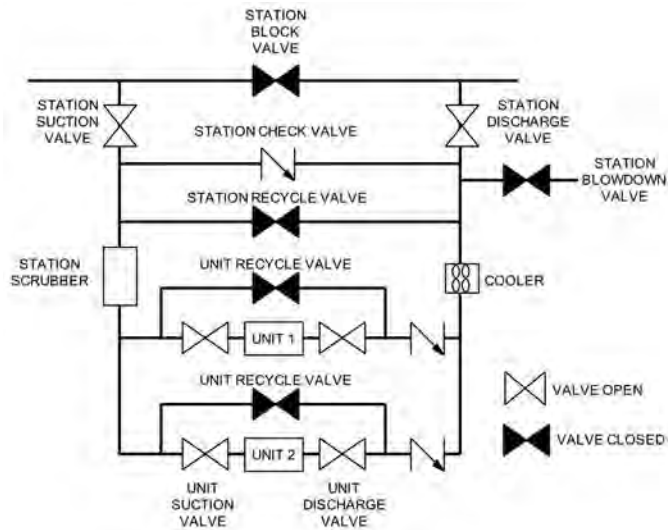 STATION
BLOCK
VALVE
STATION
SUCTION
VALVE
STATION
DISCHARGE
VALVE
STATION CHECK VALVE
STATION
BLOWDOWN
VALVE
STATION RECYCLE VALVE
STATION
SCRUBBER
UNIT RECYCLE VALVE
COOLER
UNIT 1
UNIT RECYCLE VALVE
VALVE OPEN
VALVE CLOSED
UNIT 2
UNIT
SUCTION
VALVE
UNIT
DISCHARGE
VALVE